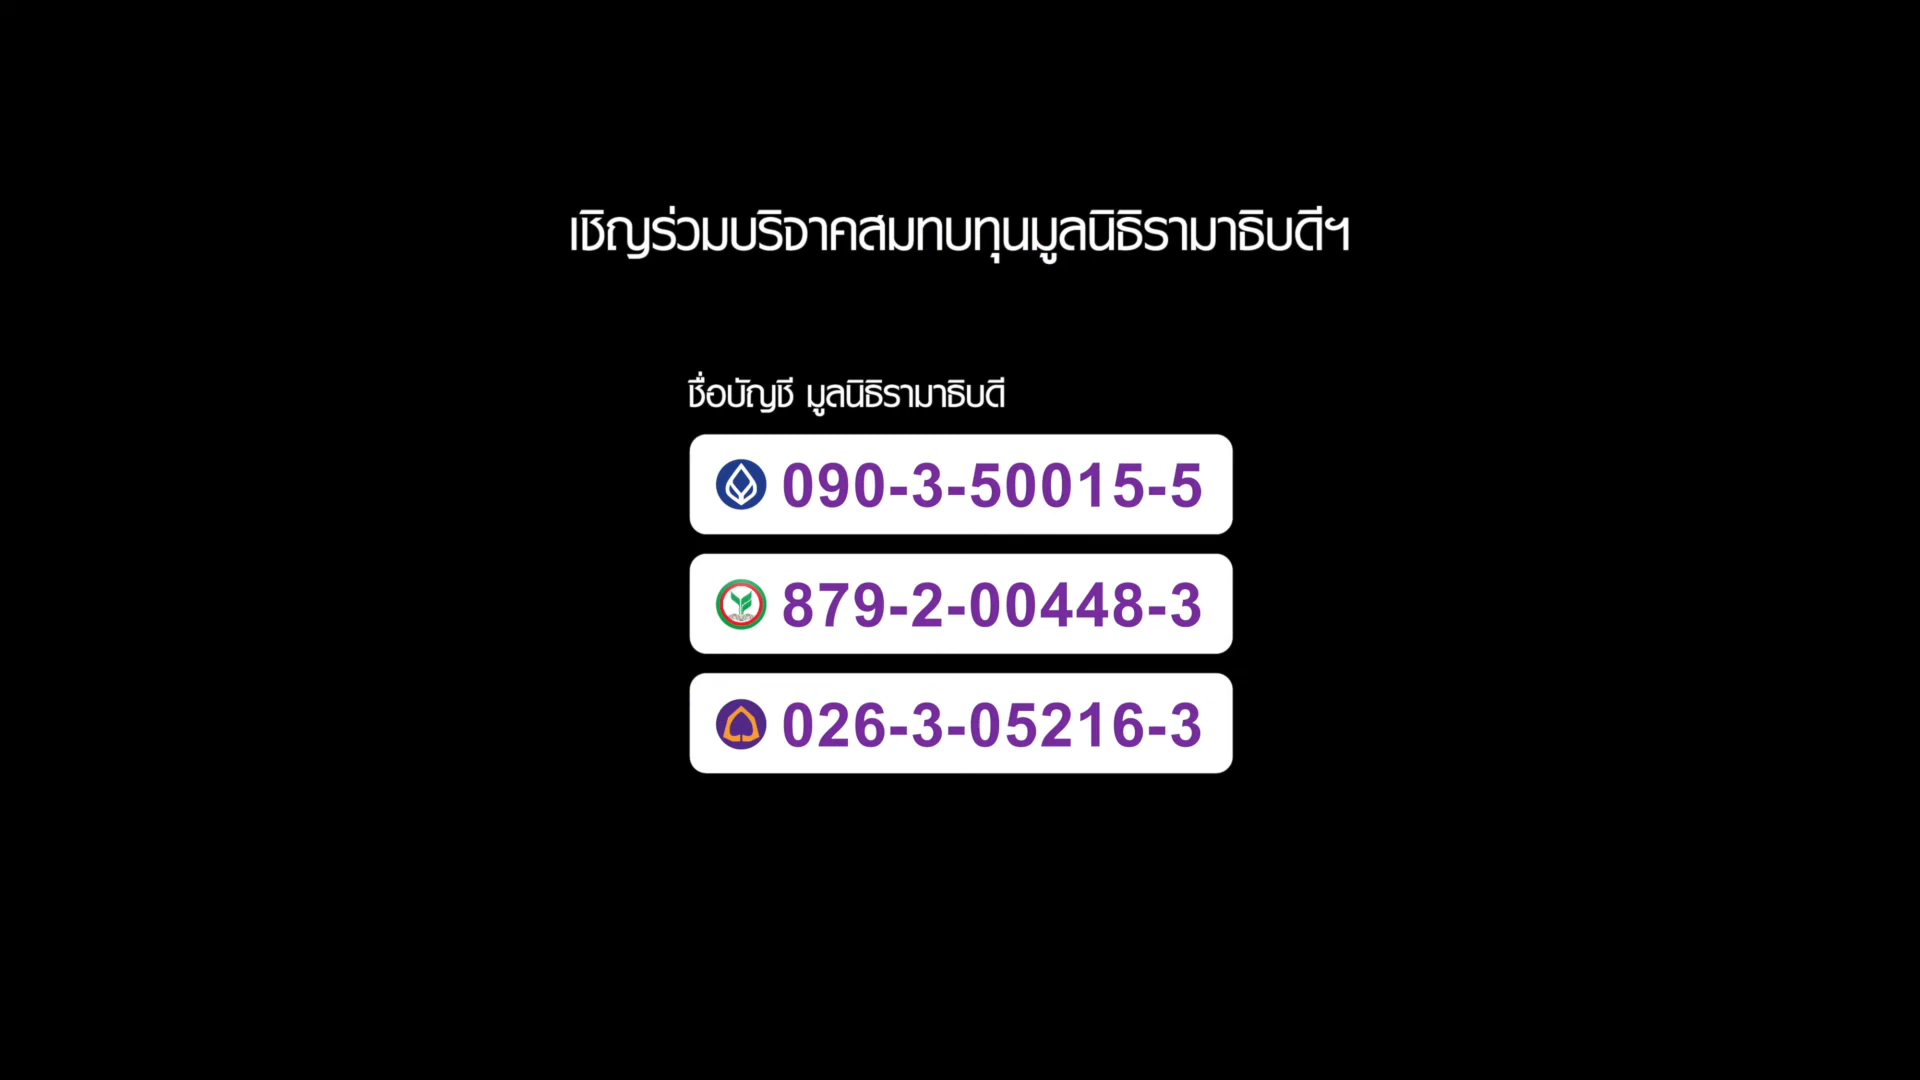 เชิญร่วมบริจาคสมทบทุนมูลนิธิรามาธิบดีฯ
ชื่อบัญชี มูลนิธิรามาธิบดี
090-3-50015-5
879-2-00448-3
026-3-05216-3